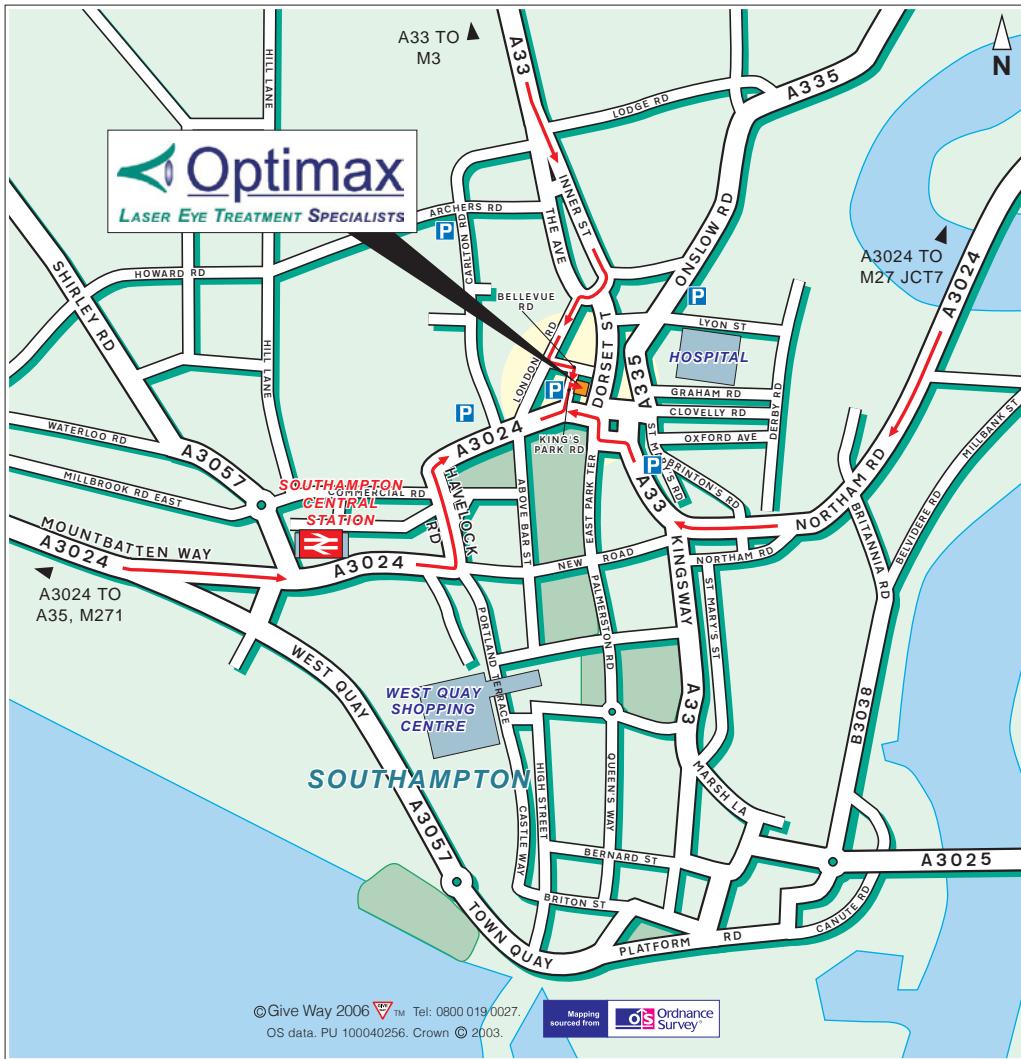 A33 TO
M3
N
HILL LANE
A33
A335
LODGE RD
Optimax
LASER EYE TREATMENT SPECIALISTS
INNER ST
THE AVE
ARCHERS RD
P
CARLTON RD
ONSLOW RD
A3024 TO
M27 JCT7
A3024
SHIRLEY RD
HOWARD RD
BELLEVUE
RD
P
LYON ST
HOSPITAL
HILL LANE
LONDON RD
DORSET ST
A335
GRAHAM RD
CLOVELLY RD
OXFORD AVE
DERBY RD
P
P
WATERLOO RD
A3057
MILLBROOK RD EAST
A3024
KING'S
PARK RD
ST MARY'S RD
BRINTON'S RD
P
MILLBANK ST
SOUTHAMPTON
CENTRAL
STATION
COMMERCIAL RD
HAVELOCK
RD
ABOVE BAR ST
EAST PARK TER
A33
NORTHAM RD
BELVIDERE RD
BRITANNIA RD
MOUNTBATTEN WAY
A3024
A3024
NEW ROAD
NORTHAM RD
KINGSWAY
ST MARY'S ST
A3024 TO
A35, M271
PALMERSTON RD
PORTLAND TERRACE
WEST QUAY
WEST QUAY
SHOPPING
CENTRE
A33
B3038
SOUTHAMPTON
A3057
HIGH STREET
QUEEN'S WAY
MARSH LA
CASTLE WAY
BERNARD ST
A3025
BRITON ST
CANUTE RD
TOWN QUAY
PLATFORM RD
©Give Way 2006 GIVE WAY TM Tel: 0800 019 0027.
OS data. PU 100040256. Crown © 2003.
Mapping
sourced from
OS Ordnance
Survey®